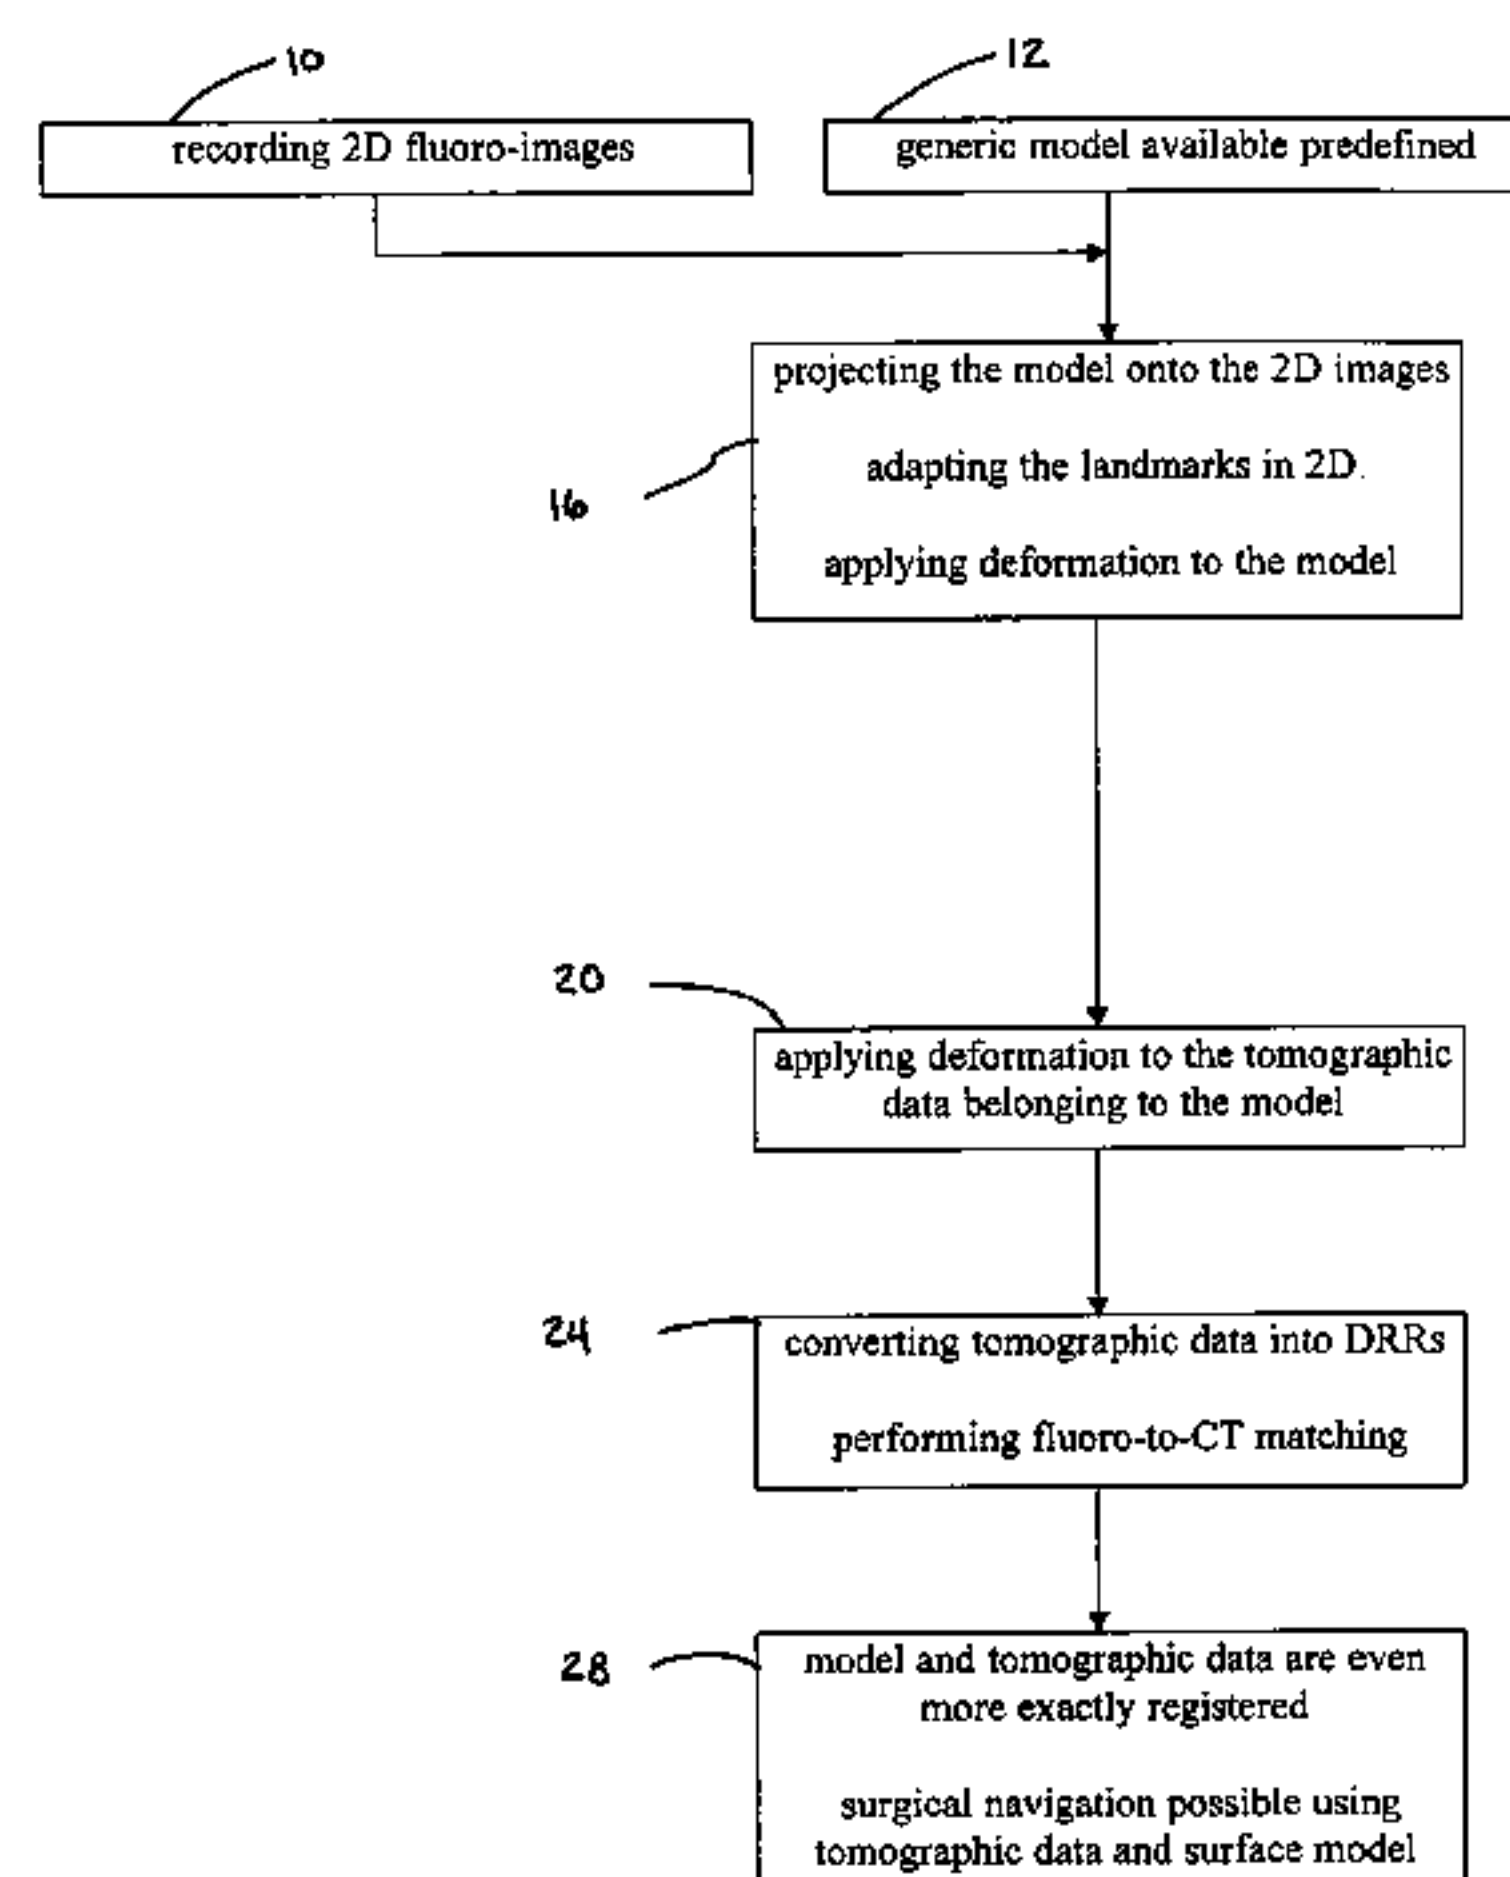 10
12
recording 2D fluoro-images
generic model available predefined
projecting the model onto the 2D images
adapting the landmarks in 2D.
16
applying deformation to the model
20
applying deformation to the tomographic
data belonging to the model
24
converting tomographic data into DRRs
performing fluoro-to-CT matching
28
model and tomographic data are even
more exactly registered
surgical navigation possible using
tomographic data and surface model